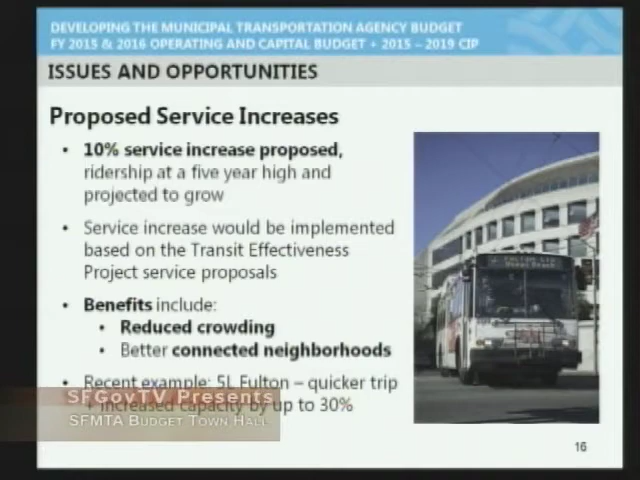 DEVELOPING THE MUNICIPAL TRANSPORTATION AGENCY BUDGET
FY 2015 & 2016 OPERATING AND CAPITAL BUDGET • 2015 – 2019 CIP
ISSUES AND OPPORTUNITIES
Proposed Service Increases
• 10% service increase proposed,
ridership at a five year high and
projected to grow
• Service increase would be implemented
based on the Transit Effectiveness
Project service proposals
• Benefits include:
• Reduced crowding
• Better connected neighborhoods
• Recent example: 5L Fulton – quicker trip
+ increased capacity by up to 30%
SFGovTV Presents
SFMTA Budget Town Hall
16